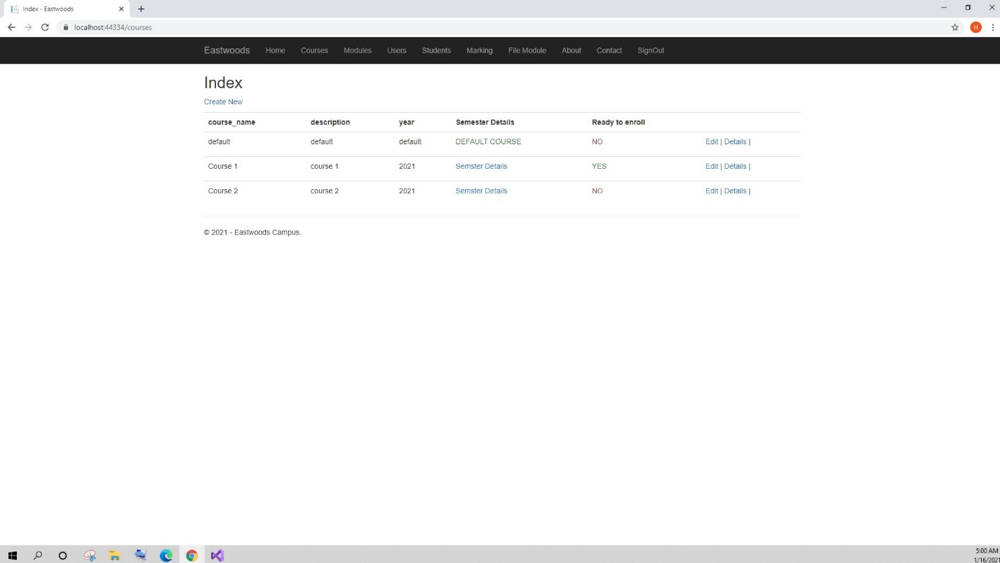 Index - Eastwoods
localhost:44334/courses
H
Eastwoods Home Courses Modules Users Students Marking File Module About Contact SignOut
Index
Create New
course_name description year Semester Details Ready to enroll
default default default DEFAULT COURSE NO Edit | Details |
Course 1 course 1 2021 Semster Details YES Edit | Details |
Course 2 course 2 2021 Semster Details NO Edit | Details |
© 2021 - Eastwoods Campus.
5:00 AM
1/16/2021